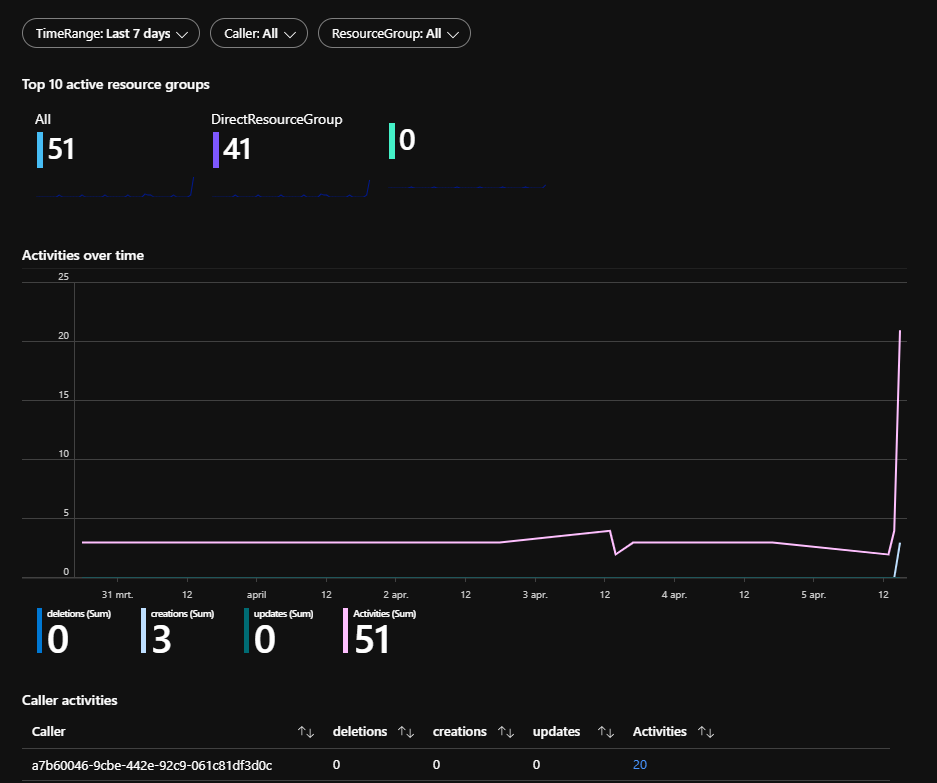 TimeRange: Last 7 days Caller: All ResourceGroup: All
Top 10 active resource groups
All DirectResourceGroup
51 41 0
Activities over time
25
20
15
10
5
0
31 mrt. 12 april 12 2 apr. 12 3 apr. 12 4 apr. 12 5 apr. 12
deletions (Sum) creations (Sum) updates (Sum) Activities (Sum)
0 3 0 51
Caller activities
Caller deletions creations updates Activities
a7b60046-9cbe-442e-92c9-061c81df3d0c 0 0 0 20